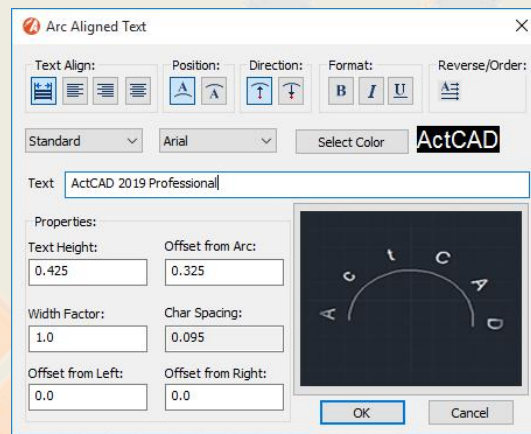 Arc Aligned Text
Text Align: Position: Direction: Format: Reverse/Order:
A A B I U A
Standard Arial Select Color ActCAD
Text ActCAD 2019 Professional
Properties:
Text Height: Offset from Arc:
0.425 0.325
Width Factor: Char Spacing:
1.0 0.095
Offset from Left: Offset from Right:
0.0 0.0
A c t C A D
OK Cancel